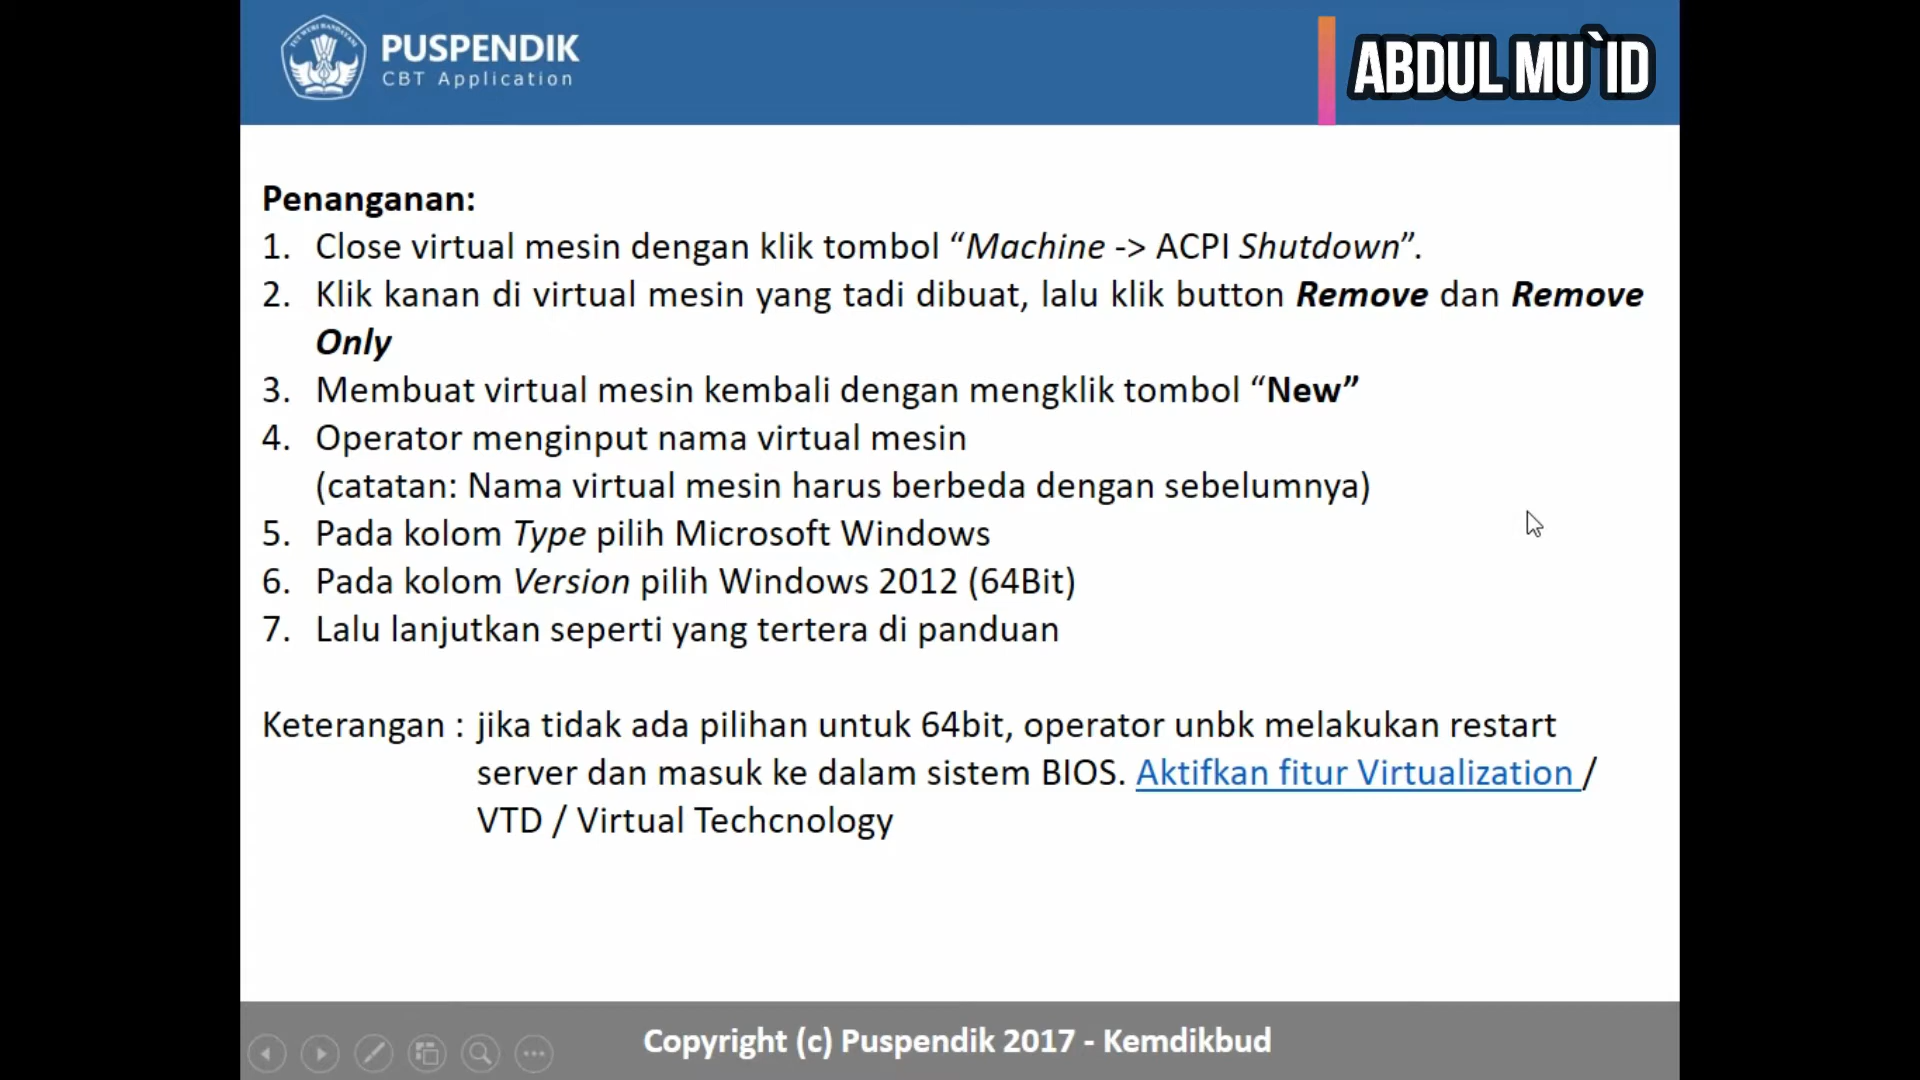 TUT WURI HANDAYANI
PUSPENDIK
CBT Application
ABDUL MU`ID
Penanganan:
1. Close virtual mesin dengan klik tombol “Machine -> ACPI Shutdown”.
2. Klik kanan di virtual mesin yang tadi dibuat, lalu klik button Remove dan Remove
Only
3. Membuat virtual mesin kembali dengan mengklik tombol “New”
4. Operator menginput nama virtual mesin
(catatan: Nama virtual mesin harus berbeda dengan sebelumnya)
5. Pada kolom Type pilih Microsoft Windows
6. Pada kolom Version pilih Windows 2012 (64Bit)
7. Lalu lanjutkan seperti yang tertera di panduan
Keterangan : jika tidak ada pilihan untuk 64bit, operator unbk melakukan restart
server dan masuk ke dalam sistem BIOS. Aktifkan fitur Virtualization /
VTD / Virtual Techcnology
Copyright (c) Puspendik 2017 - Kemdikbud